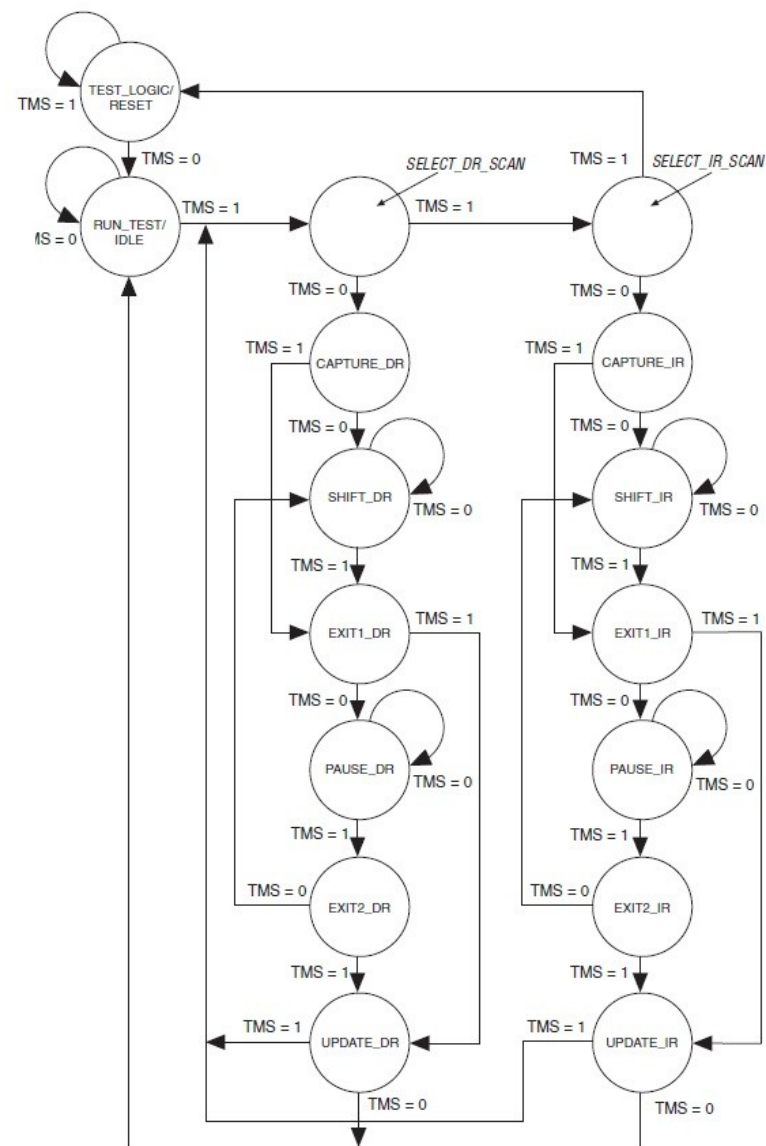 TEST_LOGIC/
RESET
TMS = 1
TMS = 0
SELECT_DR_SCAN
TMS = 1
SELECT_IR_SCAN
RUN_TEST/
IDLE
MS = 0
TMS = 1
TMS = 1
TMS = 0
TMS = 0
TMS = 1
CAPTURE_DR
TMS = 1
CAPTURE_IR
TMS = 0
TMS = 0
SHIFT_DR
TMS = 0
SHIFT_IR
TMS = 0
TMS = 1
TMS = 1
EXIT1_DR
TMS = 1
EXIT1_IR
TMS = 1
TMS = 0
TMS = 0
PAUSE_DR
TMS = 0
PAUSE_IR
TMS = 0
TMS = 1
TMS = 1
TMS = 0
EXIT2_DR
TMS = 0
EXIT2_IR
TMS = 1
TMS = 1
TMS = 1
UPDATE_DR
TMS = 1
UPDATE_IR
TMS = 0
TMS = 0